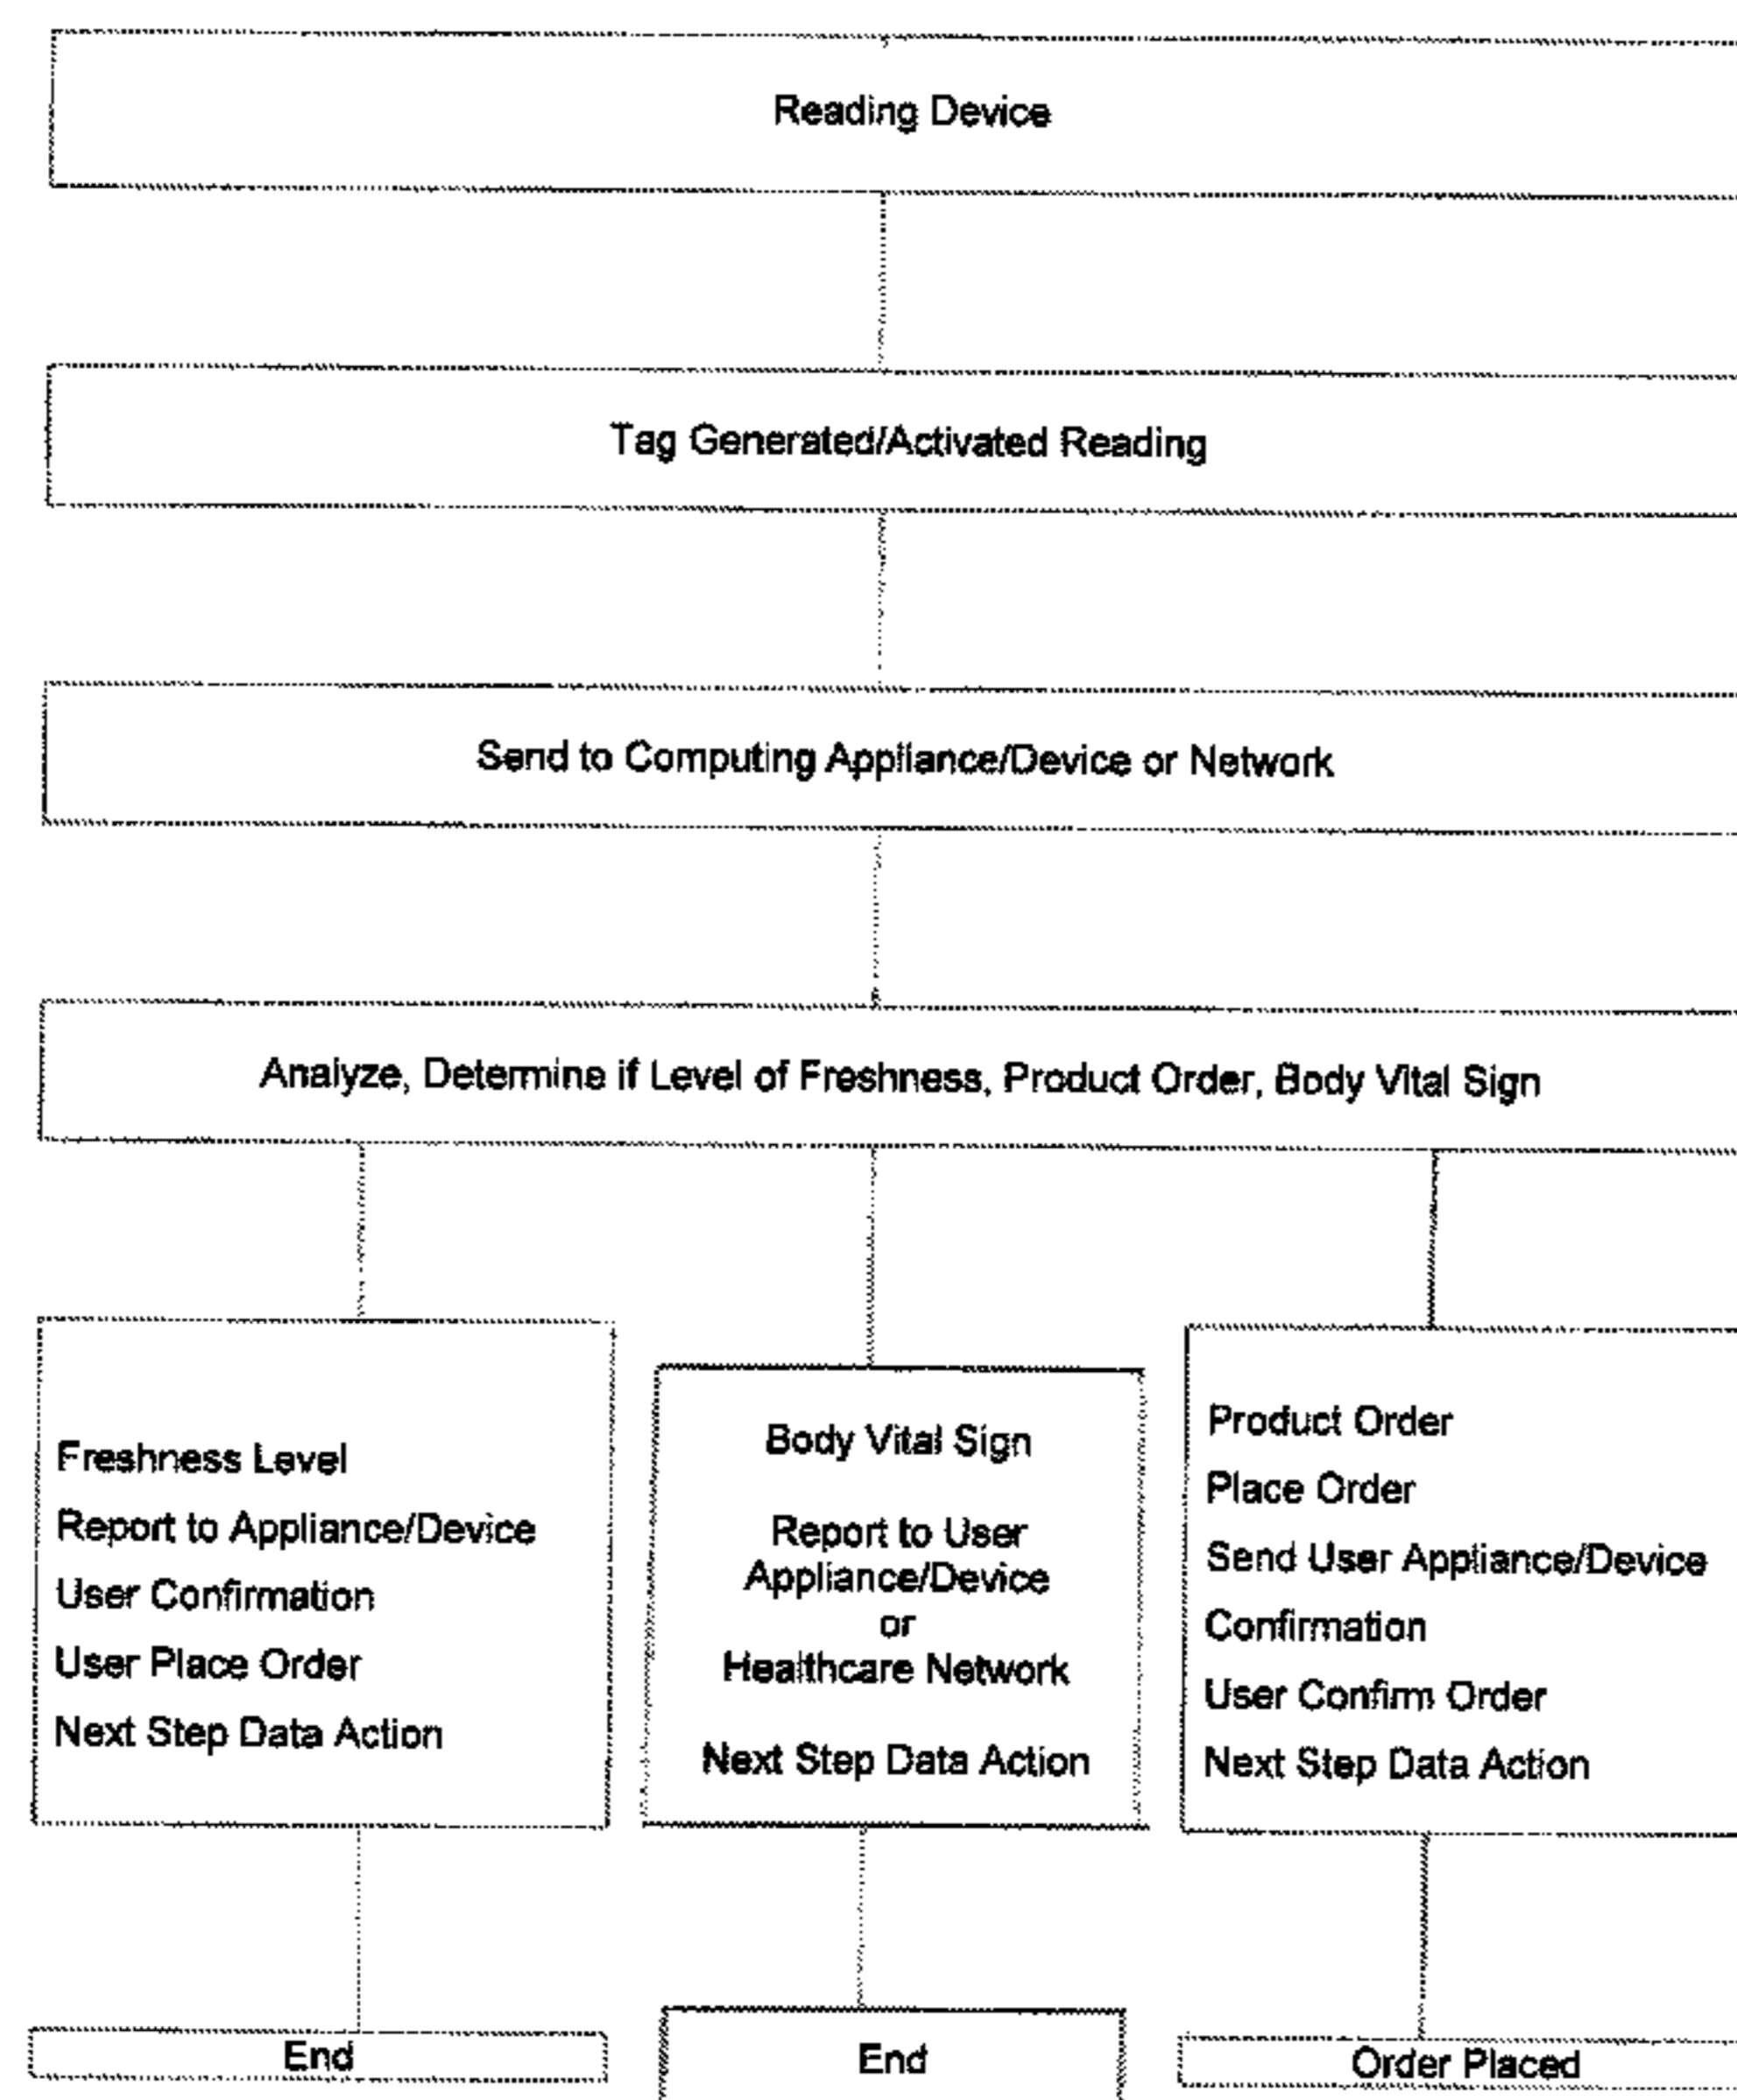 Reading Device
Tag Generated/Activated Reading
Send to Computing Appliance/Device or Network
Analyze, Determine if Level of Freshness, Product Order, Body Vital Sign
Freshness Level
Report to Appliance/Device
User Confirmation
User Place Order
Next Step Data Action
Body Vital Sign
Report to User
Appliance/Device
or
Healthcare Network
Next Step Data Action
Product Order
Place Order
Send User Appliance/Device
Confirmation
User Confirm Order
Next Step Data Action
End
End
Order Placed